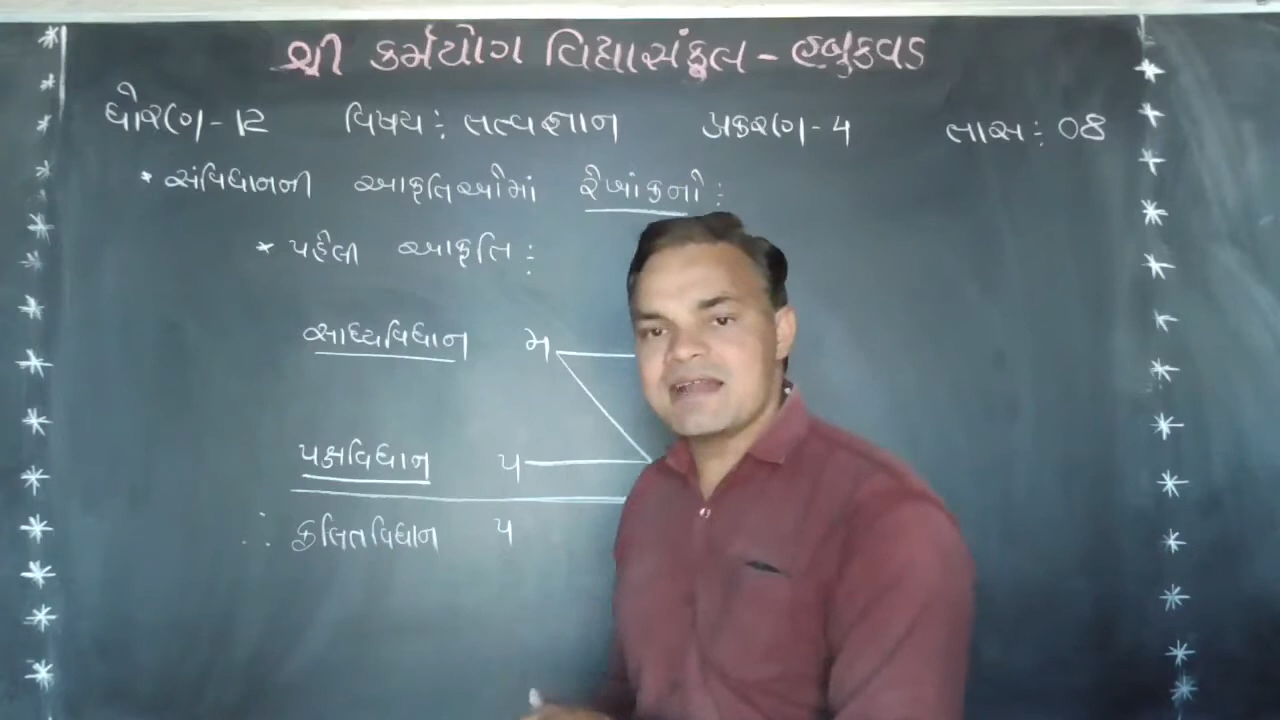 શ્રી કર્મયોગ વિદ્યાસંકુલ - હબુકવડ
ધોરણ - 12 વિષય : તત્વજ્ઞાન પ્રકરણ - 4 તાસ : 08
* સંવિધાનની આકૃતિઓમાં રેખાંકનો :
* પહેલી આકૃતિ :
સાધ્યવિધાન મ
પક્ષવિધાન પ
∴ ફલિતવિધાન પ